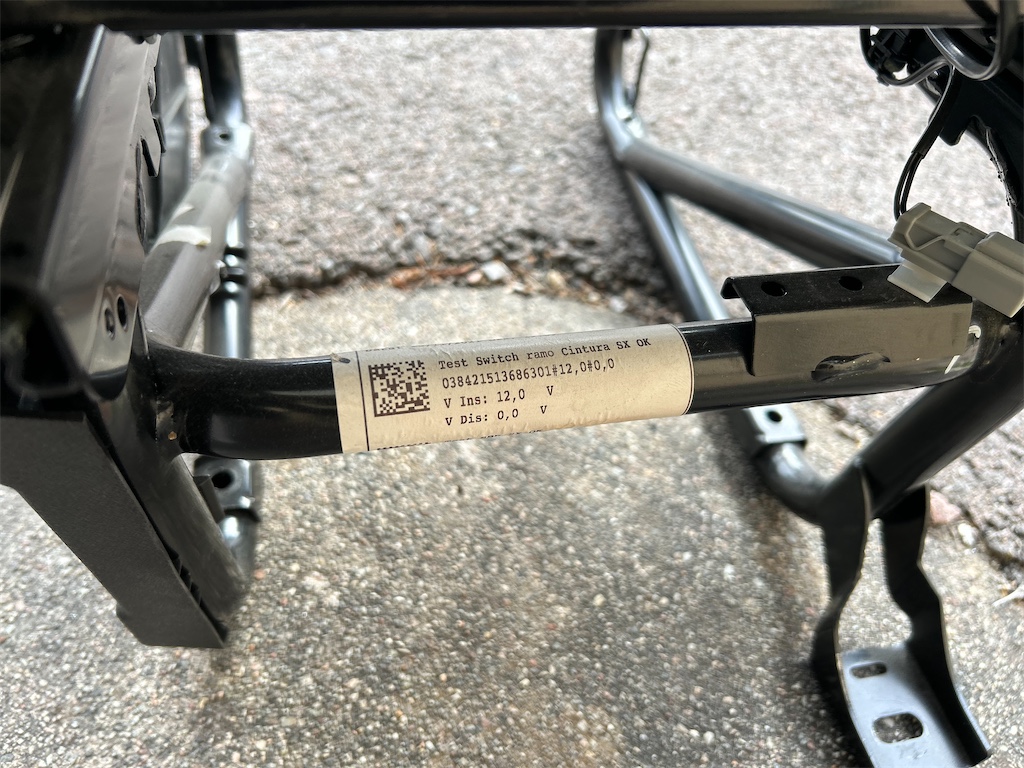 Test Switch ramo Cintura SX OK
038421513686301#12,0#0,0
V Ins: 12,0 V
V Dis: 0,0 V